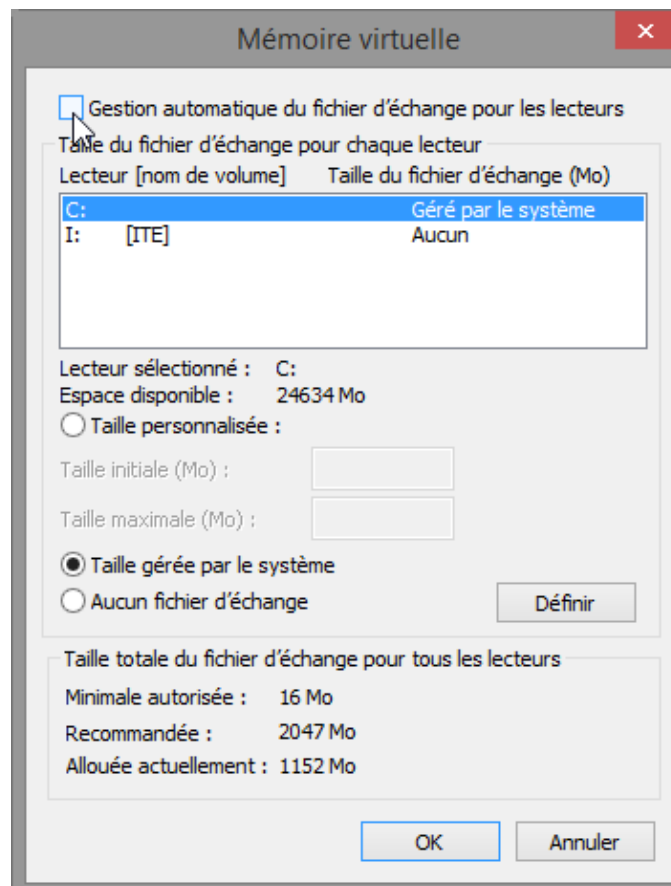 Mémoire virtuelle
Gestion automatique du fichier d'échange pour les lecteurs
Taille du fichier d'échange pour chaque lecteur
Lecteur [nom de volume] Taille du fichier d'échange (Mo)
C: Géré par le système
I: [ITE] Aucun
Lecteur sélectionné : C:
Espace disponible : 24634 Mo
Taille personnalisée :
Taille initiale (Mo) :
Taille maximale (Mo) :
Taille gérée par le système
Aucun fichier d'échange Définir
Taille totale du fichier d'échange pour tous les lecteurs
Minimale autorisée : 16 Mo
Recommandée : 2047 Mo
Allouée actuellement : 1152 Mo
OK Annuler